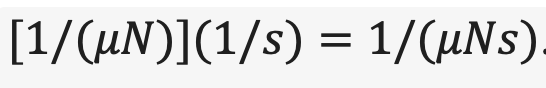 [1/(μN)](1/s) = 1/(μNs).